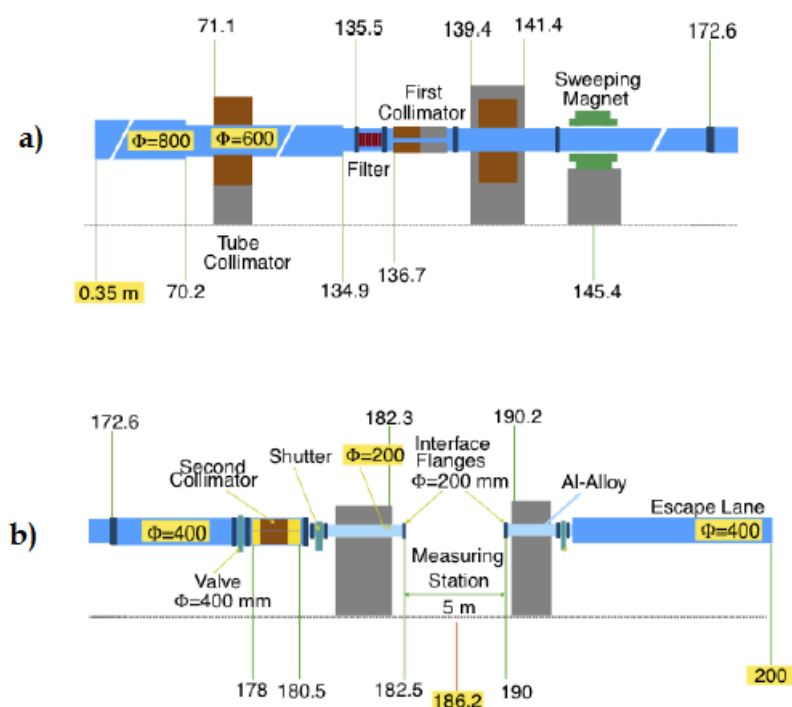 a)
71.1
135.5
139.4
141.4
172.6
First
Collimator
Sweeping
Magnet
Φ=800
Φ=600
Filter
Tube
Collimator
0.35 m
70.2
134.9
136.7
145.4
b)
172.6
182.3
190.2
Second
Collimator
Shutter
Φ=200
Interface
Flanges
Φ=200 mm
Al-Alloy
Escape Lane
Φ=400
Φ=400
Valve
Φ=400 mm
Measuring
Station
5 m
178
180.5
182.5
186.2
190
200